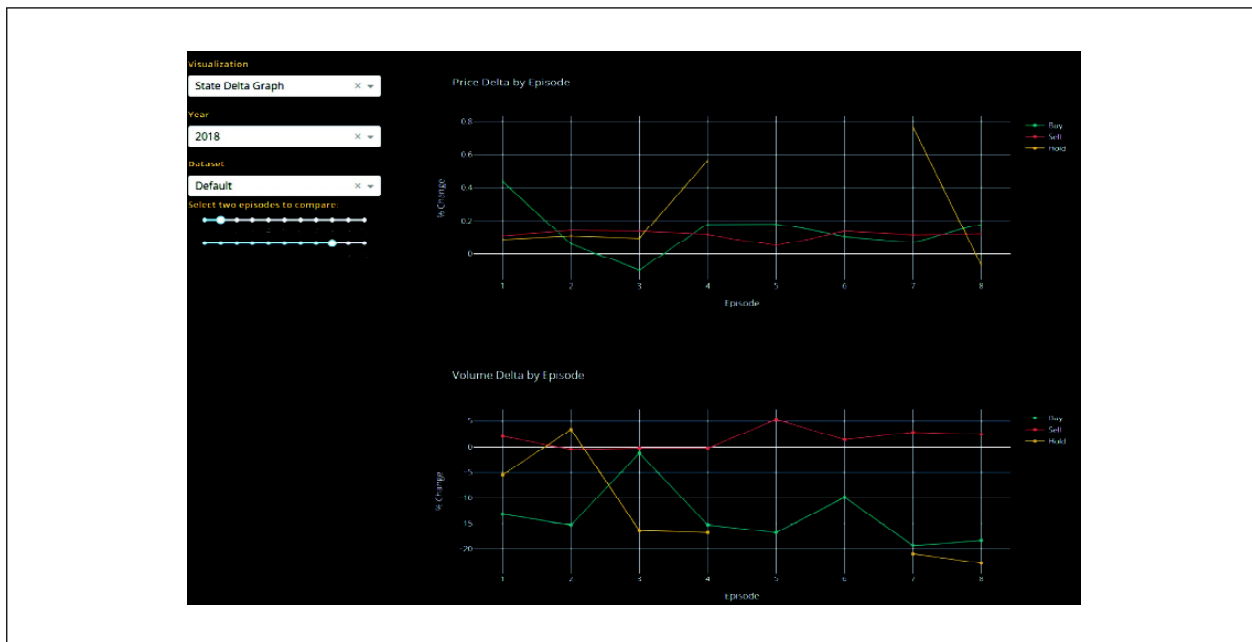 Visualization
State Delta Graph
Year
2018
Dataset
Default
Select two episodes to compare:
Price Delta by Episode
0.8
0.6
0.4
0.2
0
% Change
1 2 3 4 5 6 7 8
Episode
Buy
Sell
Hold
Volume Delta by Episode
5
0
-5
-10
-15
-20
% Change
1 2 3 4 5 6 7 8
Episode
Buy
Sell
Hold